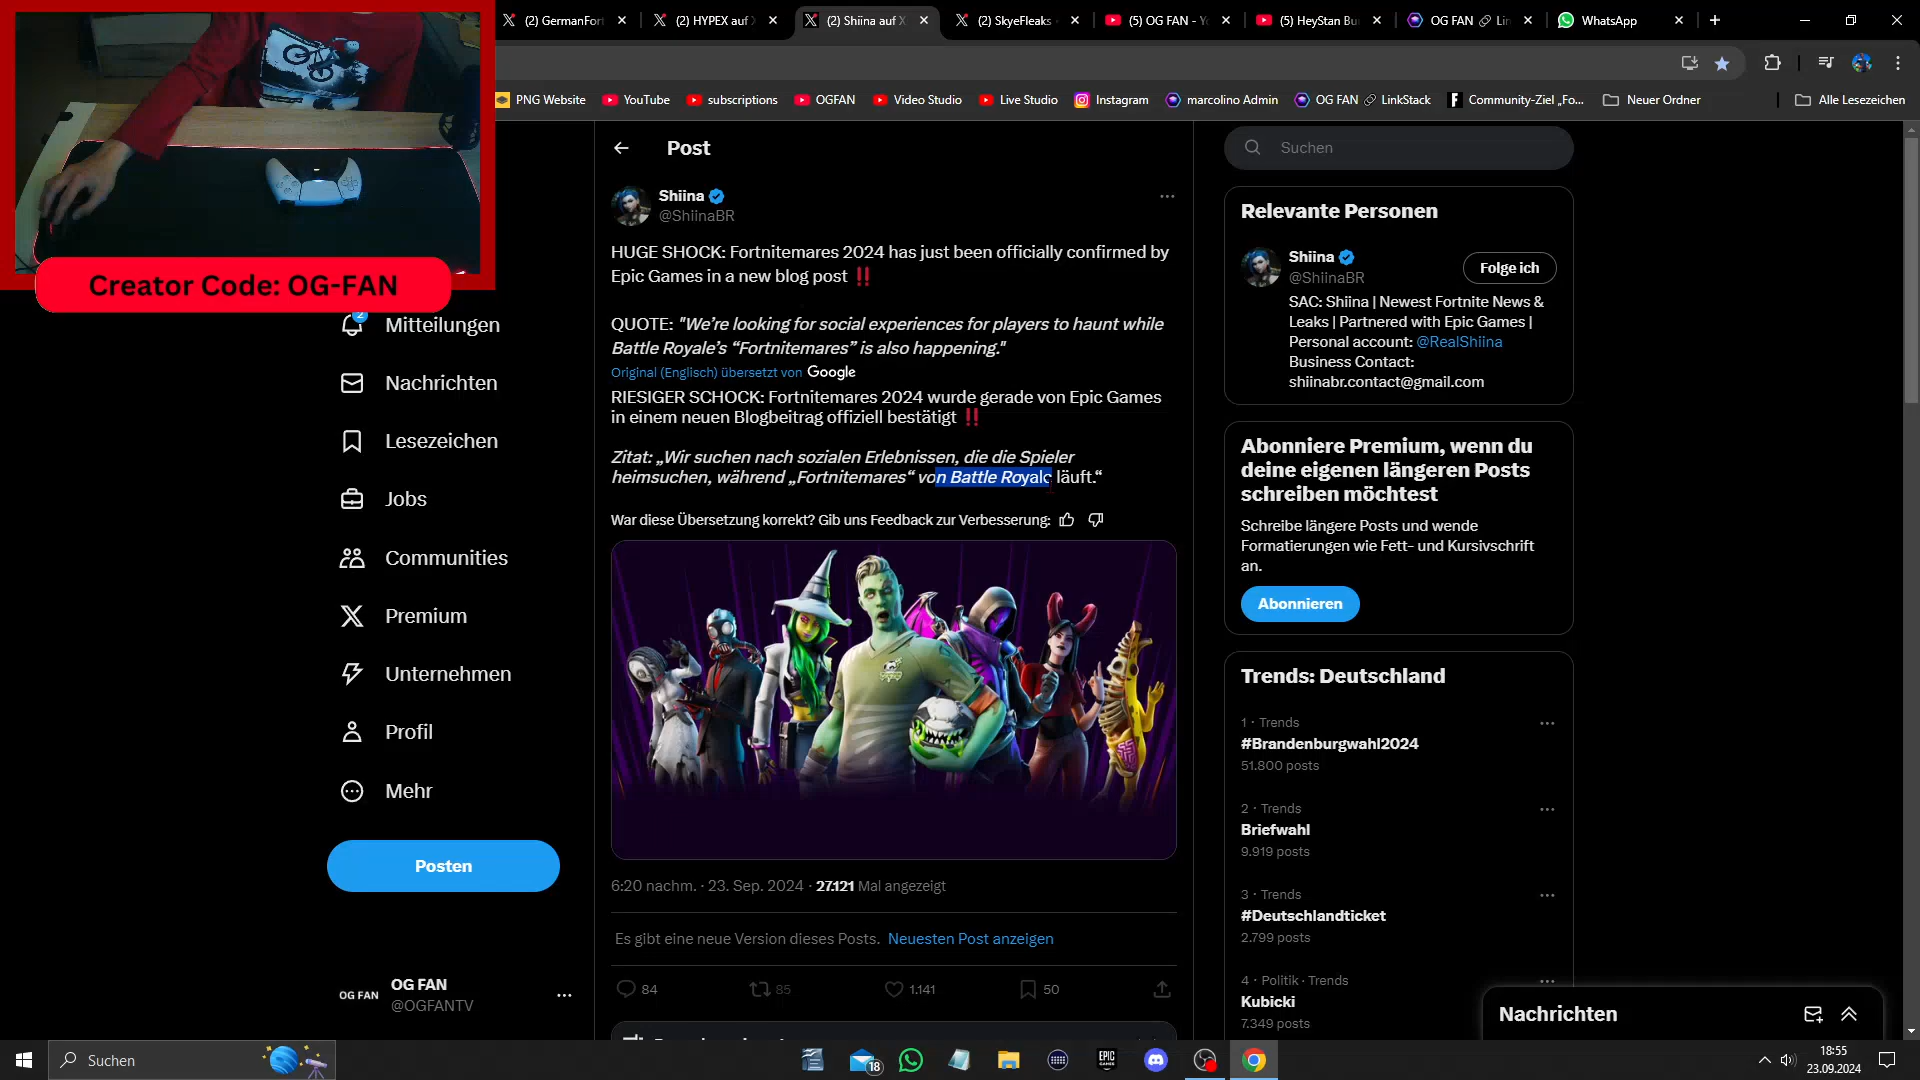 (2) GermanFort
(2) HYPEX auf X
(2) Shiina auf X
(2) SkyeFleaks
(5) OG FAN - Yo
(5) HeyStan Bu
OG FAN 🔗 Lin
WhatsApp
PNG Website
YouTube
subscriptions
OGFAN
Video Studio
Live Studio
Instagram
marcolino Admin
OG FAN 🔗 LinkStack
Community-Ziel „Fo...
Neuer Ordner
Alle Lesezeichen
Creator Code: OG-FAN
2
Mitteilungen
Nachrichten
Lesezeichen
Jobs
Communities
Premium
Unternehmen
Profil
Mehr
Posten
OG FAN
OG FAN
@OGFANTV
Post
Shiina
@ShiinaBR
HUGE SHOCK: Fortnitemares 2024 has just been officially confirmed by
Epic Games in a new blog post ‼️
QUOTE: "We’re looking for social experiences for players to haunt while
Battle Royale’s “Fortnitemares” is also happening."
Original (Englisch) übersetzt von Google
RIESIGER SCHOCK: Fortnitemares 2024 wurde gerade von Epic Games
in einem neuen Blogbeitrag offiziell bestätigt ‼️
Zitat: „Wir suchen nach sozialen Erlebnissen, die die Spieler
heimsuchen, während „Fortnitemares“ von Battle Royale läuft.“
War diese Übersetzung korrekt? Gib uns Feedback zur Verbesserung:
6:20 nachm. · 23. Sep. 2024 · 27.121 Mal angezeigt
Es gibt eine neue Version dieses Posts. Neuesten Post anzeigen
84
85
1.141
50
Suchen
Relevante Personen
Shiina
@ShiinaBR
Folge ich
SAC: Shiina | Newest Fortnite News &
Leaks | Partnered with Epic Games |
Personal account: @RealShiina
Business Contact:
shiinabr.contact@gmail.com
Abonniere Premium, wenn du
deine eigenen längeren Posts
schreiben möchtest
Schreibe längere Posts und wende
Formatierungen wie Fett- und Kursivschrift
an.
Abonnieren
Trends: Deutschland
1 · Trends
#Brandenburgwahl2024
51.800 posts
2 · Trends
Briefwahl
9.919 posts
3 · Trends
#Deutschlandticket
2.799 posts
4 · Politik · Trends
Kubicki
7.349 posts
Nachrichten
Suchen
18
EPIC GAMES
18:55
23.09.2024